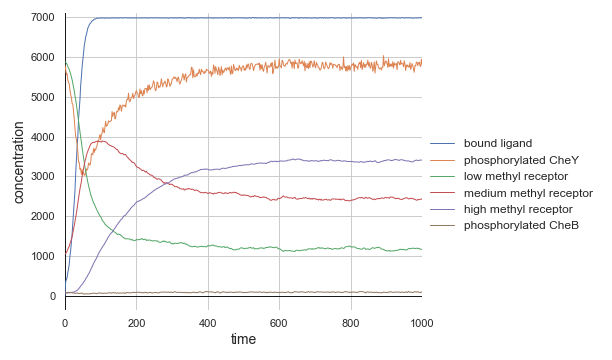 7000
6000
5000
4000
3000
2000
1000
0
concentration
0 200 400 600 800 1000
time
bound ligand
phosphorylated CheY
low methyl receptor
medium methyl receptor
high methyl receptor
phosphorylated CheB